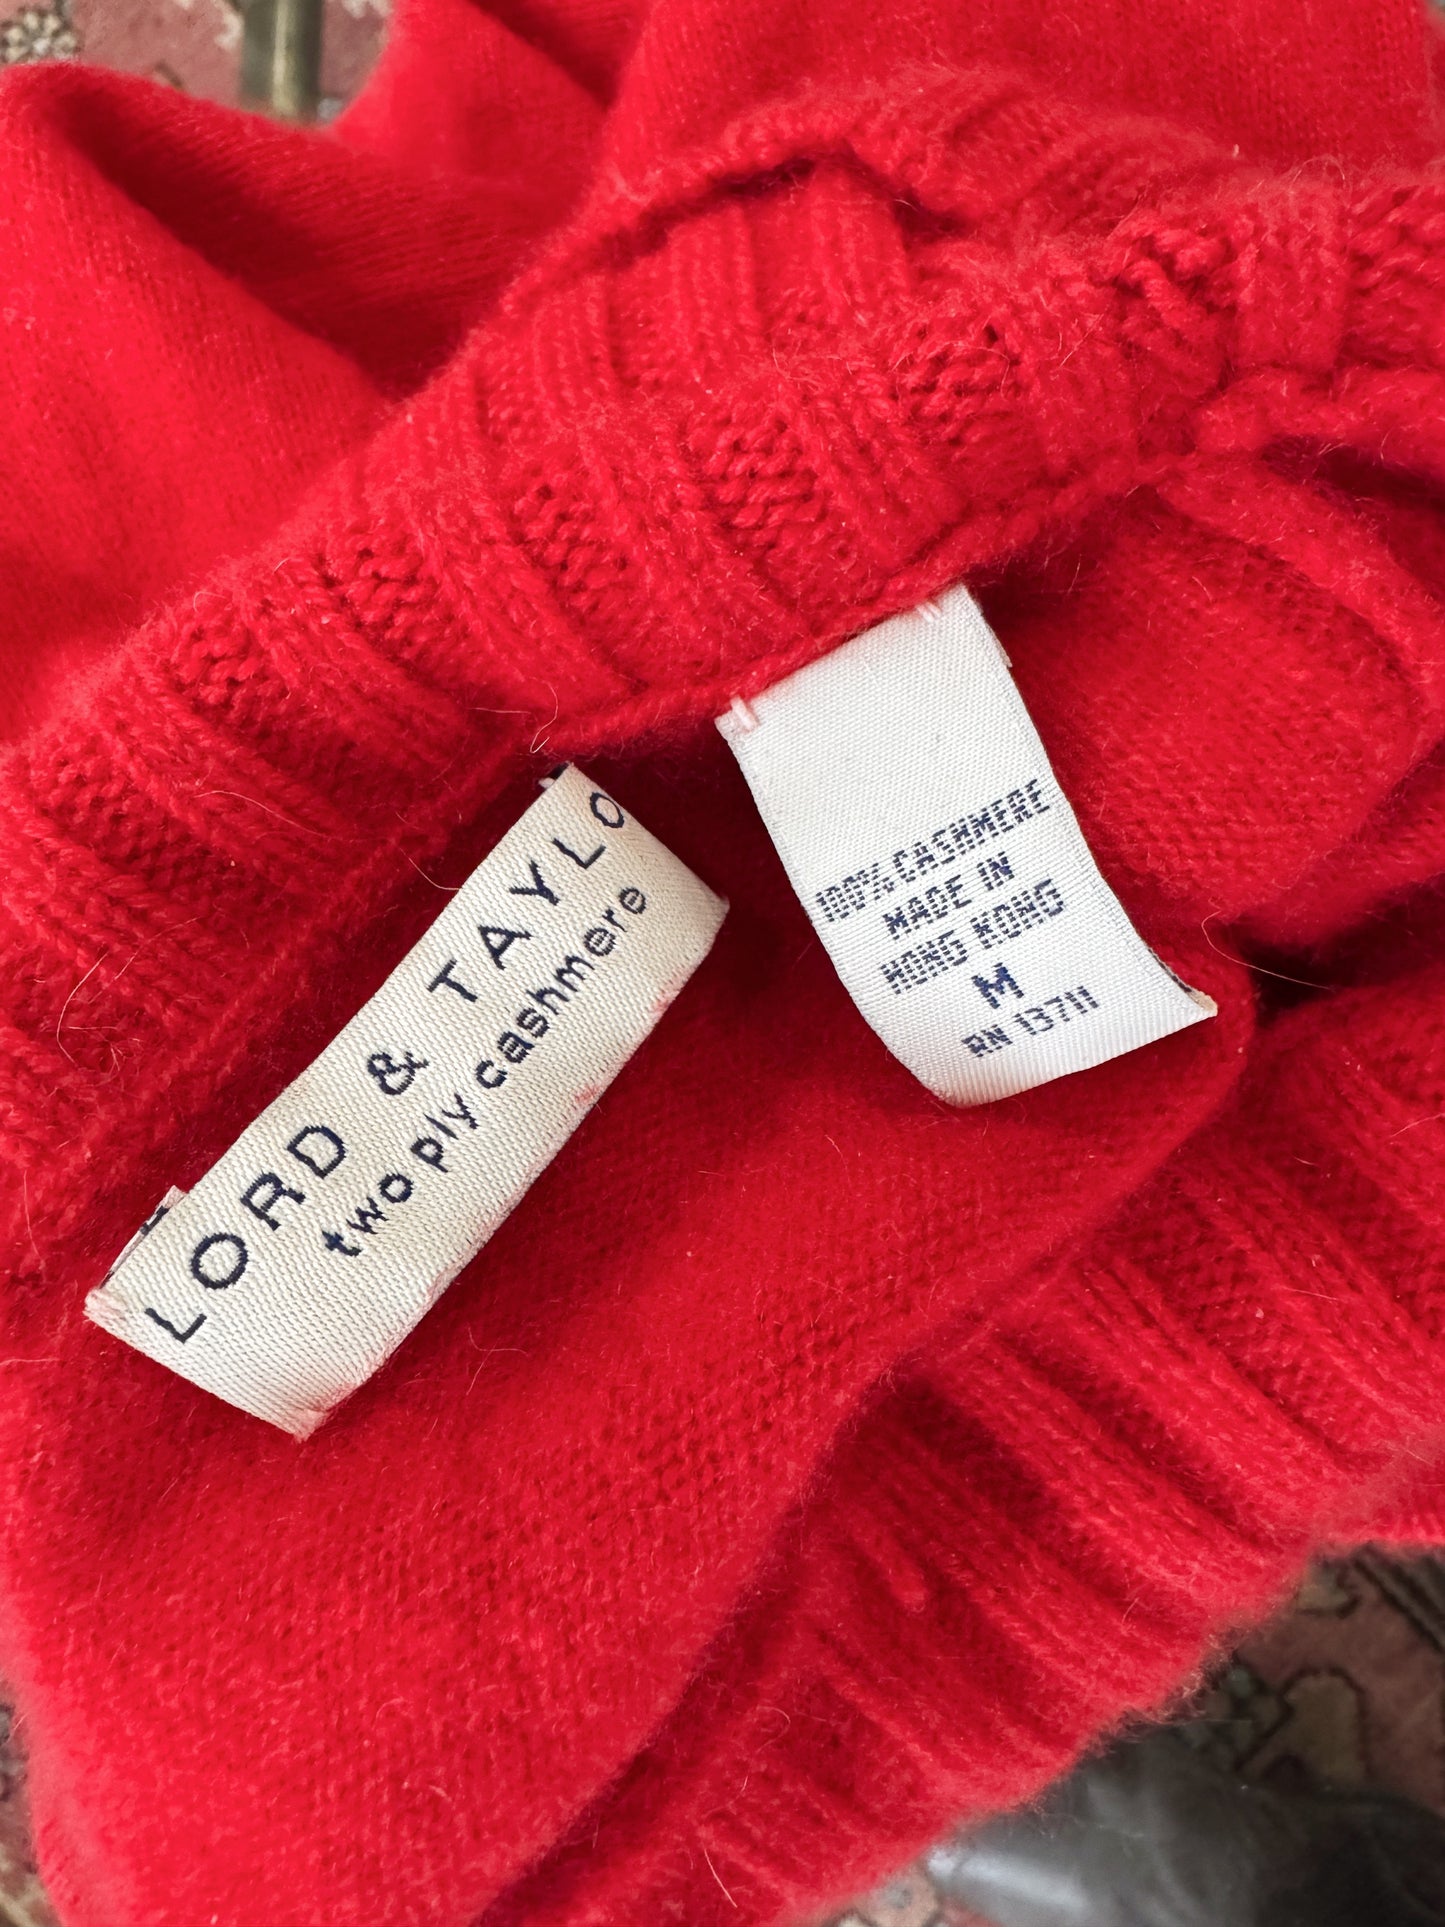 LORD & TAYLO
two ply cashmere
100% CASHMERE
MADE IN
HONG KONG
M
RN 13711